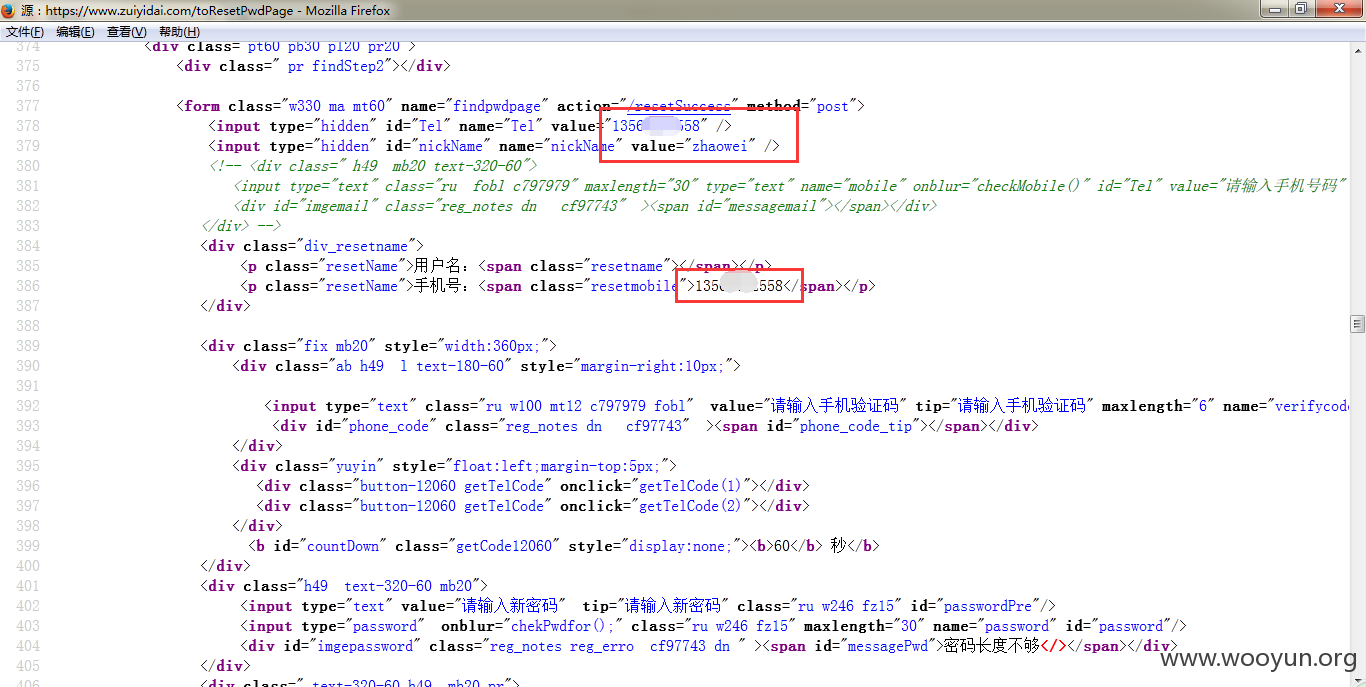 源：https://www.zuiyidai.com/toResetPwdPage - Mozilla Firefox
文件(F) 编辑(E) 查看(V) 帮助(H)
374 <div class=" pt60 pb30 pl20 pr20">
375 <div class=" pr findStep2"></div>
376
377 <form class="w330 ma mt60" name="findpwdpage" action="/resetSuccess" method="post">
378 <input type="hidden" id="Tel" name="Tel" value="1356 558" />
379 <input type="hidden" id="nickName" name="nickName" value="zhaowei" />
380 <!-- <div class=" h49  mb20 text-320-60">
381 <input type="text" class="ru  fobl c797979" maxlength="30" type="text" name="mobile" onblur="checkMobile()" id="Tel" value="请输入手机号码"
382 <div id="imgemail" class="reg_notes dn   cf97743"  ><span id="messagemail"></span></div>
383 </div> -->
384 <div class="div_resetname">
385 <p class="resetName">用户名：<span class="resetname"></span></p>
386 <p class="resetName">手机号：<span class="resetmobile">135 558</span></p>
387 </div>
388
389 <div class="fix mb20" style="width:360px;">
390 <div class="ab h49  l text-180-60" style="margin-right:10px;">
391
392 <input type="text" class="ru w100 mt12 c797979 fobl"  value="请输入手机验证码" tip="请输入手机验证码" maxlength="6" name="verifycode
393 <div id="phone_code" class="reg_notes dn   cf97743"  ><span id="phone_code_tip"></span></div>
394 </div>
395 <div class="yuyin" style="float:left;margin-top:5px;">
396 <div class="button-12060 getTelCode" onclick="getTelCode(1)"></div>
397 <div class="button-12060 getTelCode" onclick="getTelCode(2)"></div>
398 </div>
399 <b id="countDown" class="getCode12060" style="display:none;"><b>60</b> 秒</b>
400 </div>
401 <div class="h49  text-320-60 mb20">
402 <input type="text" value="请输入新密码"  tip="请输入新密码" class="ru w246 fz15" id="passwordPre"/>
403 <input type="password"  onblur="chekPwdfor();" class="ru w246 fz15" maxlength="30" name="password" id="password"/>
404 <div id="imgepassword" class="reg_notes reg_erro  cf97743 dn " ><span id="messagePwd">密码长度不够</></span></div>
405 </div>
406 <div class=" text-320-60 h49  mb20 pr">
www.wooyun.org